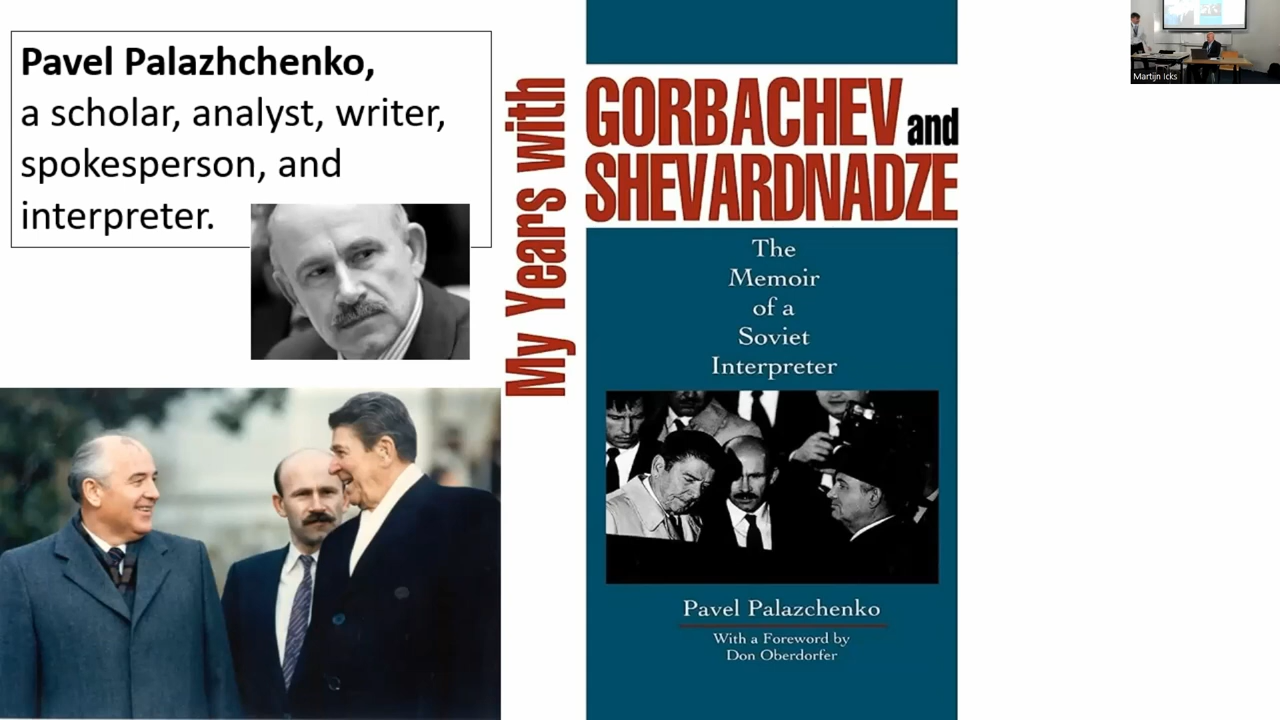 Pavel Palazhchenko,
a scholar, analyst, writer,
spokesperson, and
interpreter.
My Years with
GORBACHEV and
SHEVARDNADZE
The
Memoir
of a
Soviet
Interpreter
Pavel Palazchenko
With a Foreword by
Don Oberdorfer
Martijn Icks